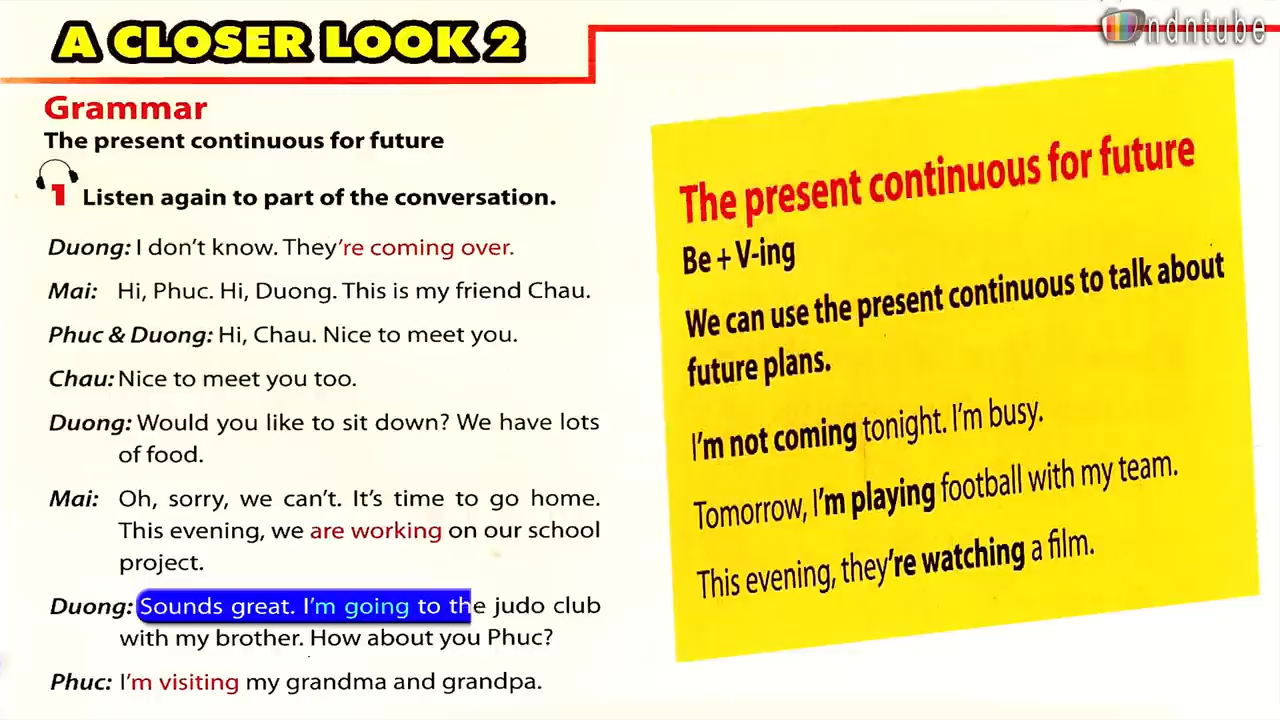 A CLOSER LOOK 2
ndntube
Grammar
The present continuous for future
1 Listen again to part of the conversation.
Duong: I don't know. They're coming over.
Mai: Hi, Phuc. Hi, Duong. This is my friend Chau.
Phuc & Duong: Hi, Chau. Nice to meet you.
Chau: Nice to meet you too.
Duong: Would you like to sit down? We have lots
of food.
Mai: Oh, sorry, we can't. It's time to go home.
This evening, we are working on our school
project.
Duong: Sounds great. I'm going to the judo club
with my brother. How about you Phuc?
Phuc: I'm visiting my grandma and grandpa.
The present continuous for future
Be + V-ing
We can use the present continuous to talk about
future plans.
I'm not coming tonight. I'm busy.
Tomorrow, I'm playing football with my team.
This evening, they're watching a film.